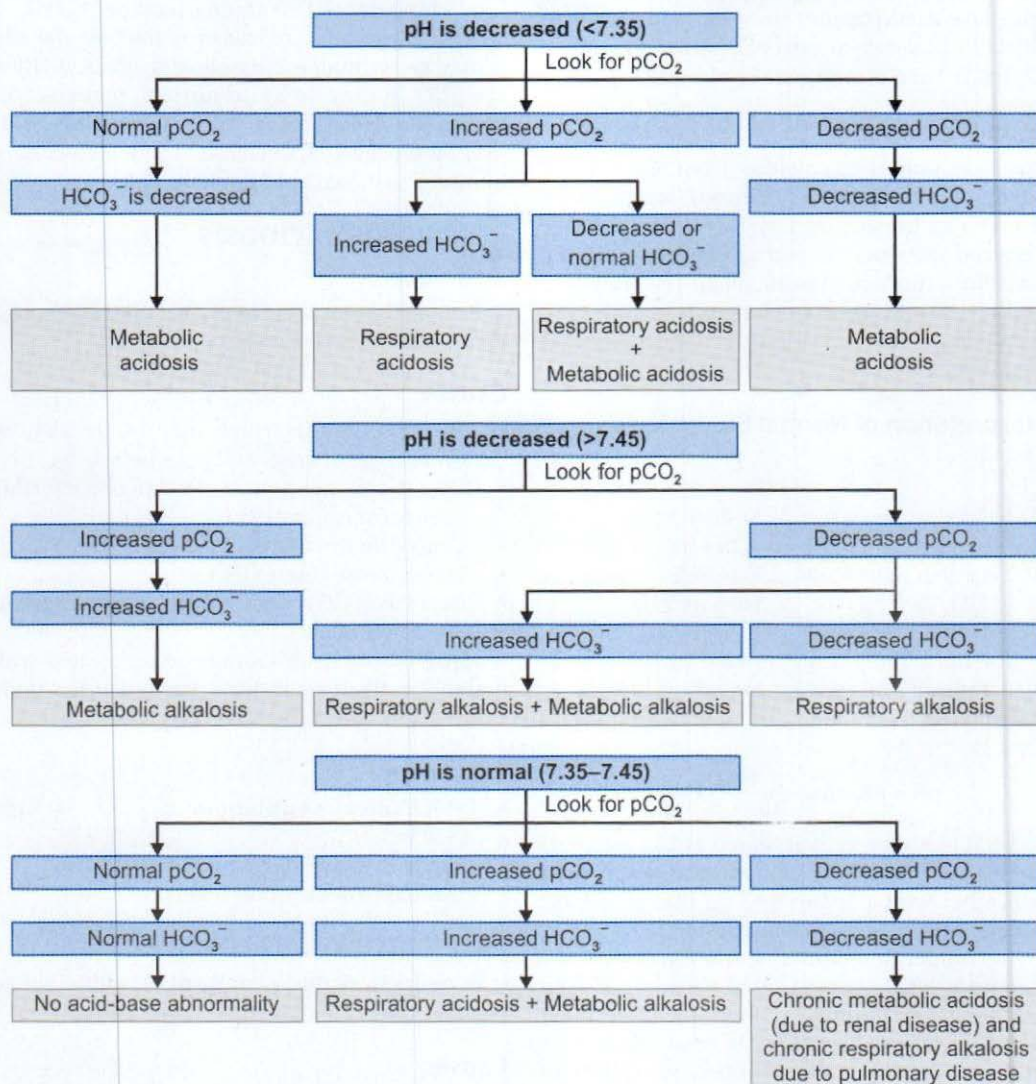 pH is decreased (<7.35)
Look for pCO₂
Normal pCO₂
Increased pCO₂
Decreased pCO₂
HCO₃⁻ is decreased
Decreased HCO₃⁻
Increased HCO₃⁻
Decreased or
normal HCO₃⁻
Metabolic
acidosis
Respiratory
acidosis
Respiratory acidosis
+
Metabolic acidosis
Metabolic
acidosis
pH is decreased (>7.45)
Look for pCO₂
Increased pCO₂
Decreased pCO₂
Increased HCO₃⁻
Increased HCO₃⁻
Decreased HCO₃⁻
Metabolic alkalosis
Respiratory alkalosis + Metabolic alkalosis
Respiratory alkalosis
pH is normal (7.35–7.45)
Look for pCO₂
Normal pCO₂
Increased pCO₂
Decreased pCO₂
Normal HCO₃⁻
Increased HCO₃⁻
Decreased HCO₃⁻
No acid-base abnormality
Respiratory acidosis + Metabolic alkalosis
Chronic metabolic acidosis
(due to renal disease) and
chronic respiratory alkalosis
due to pulmonary disease